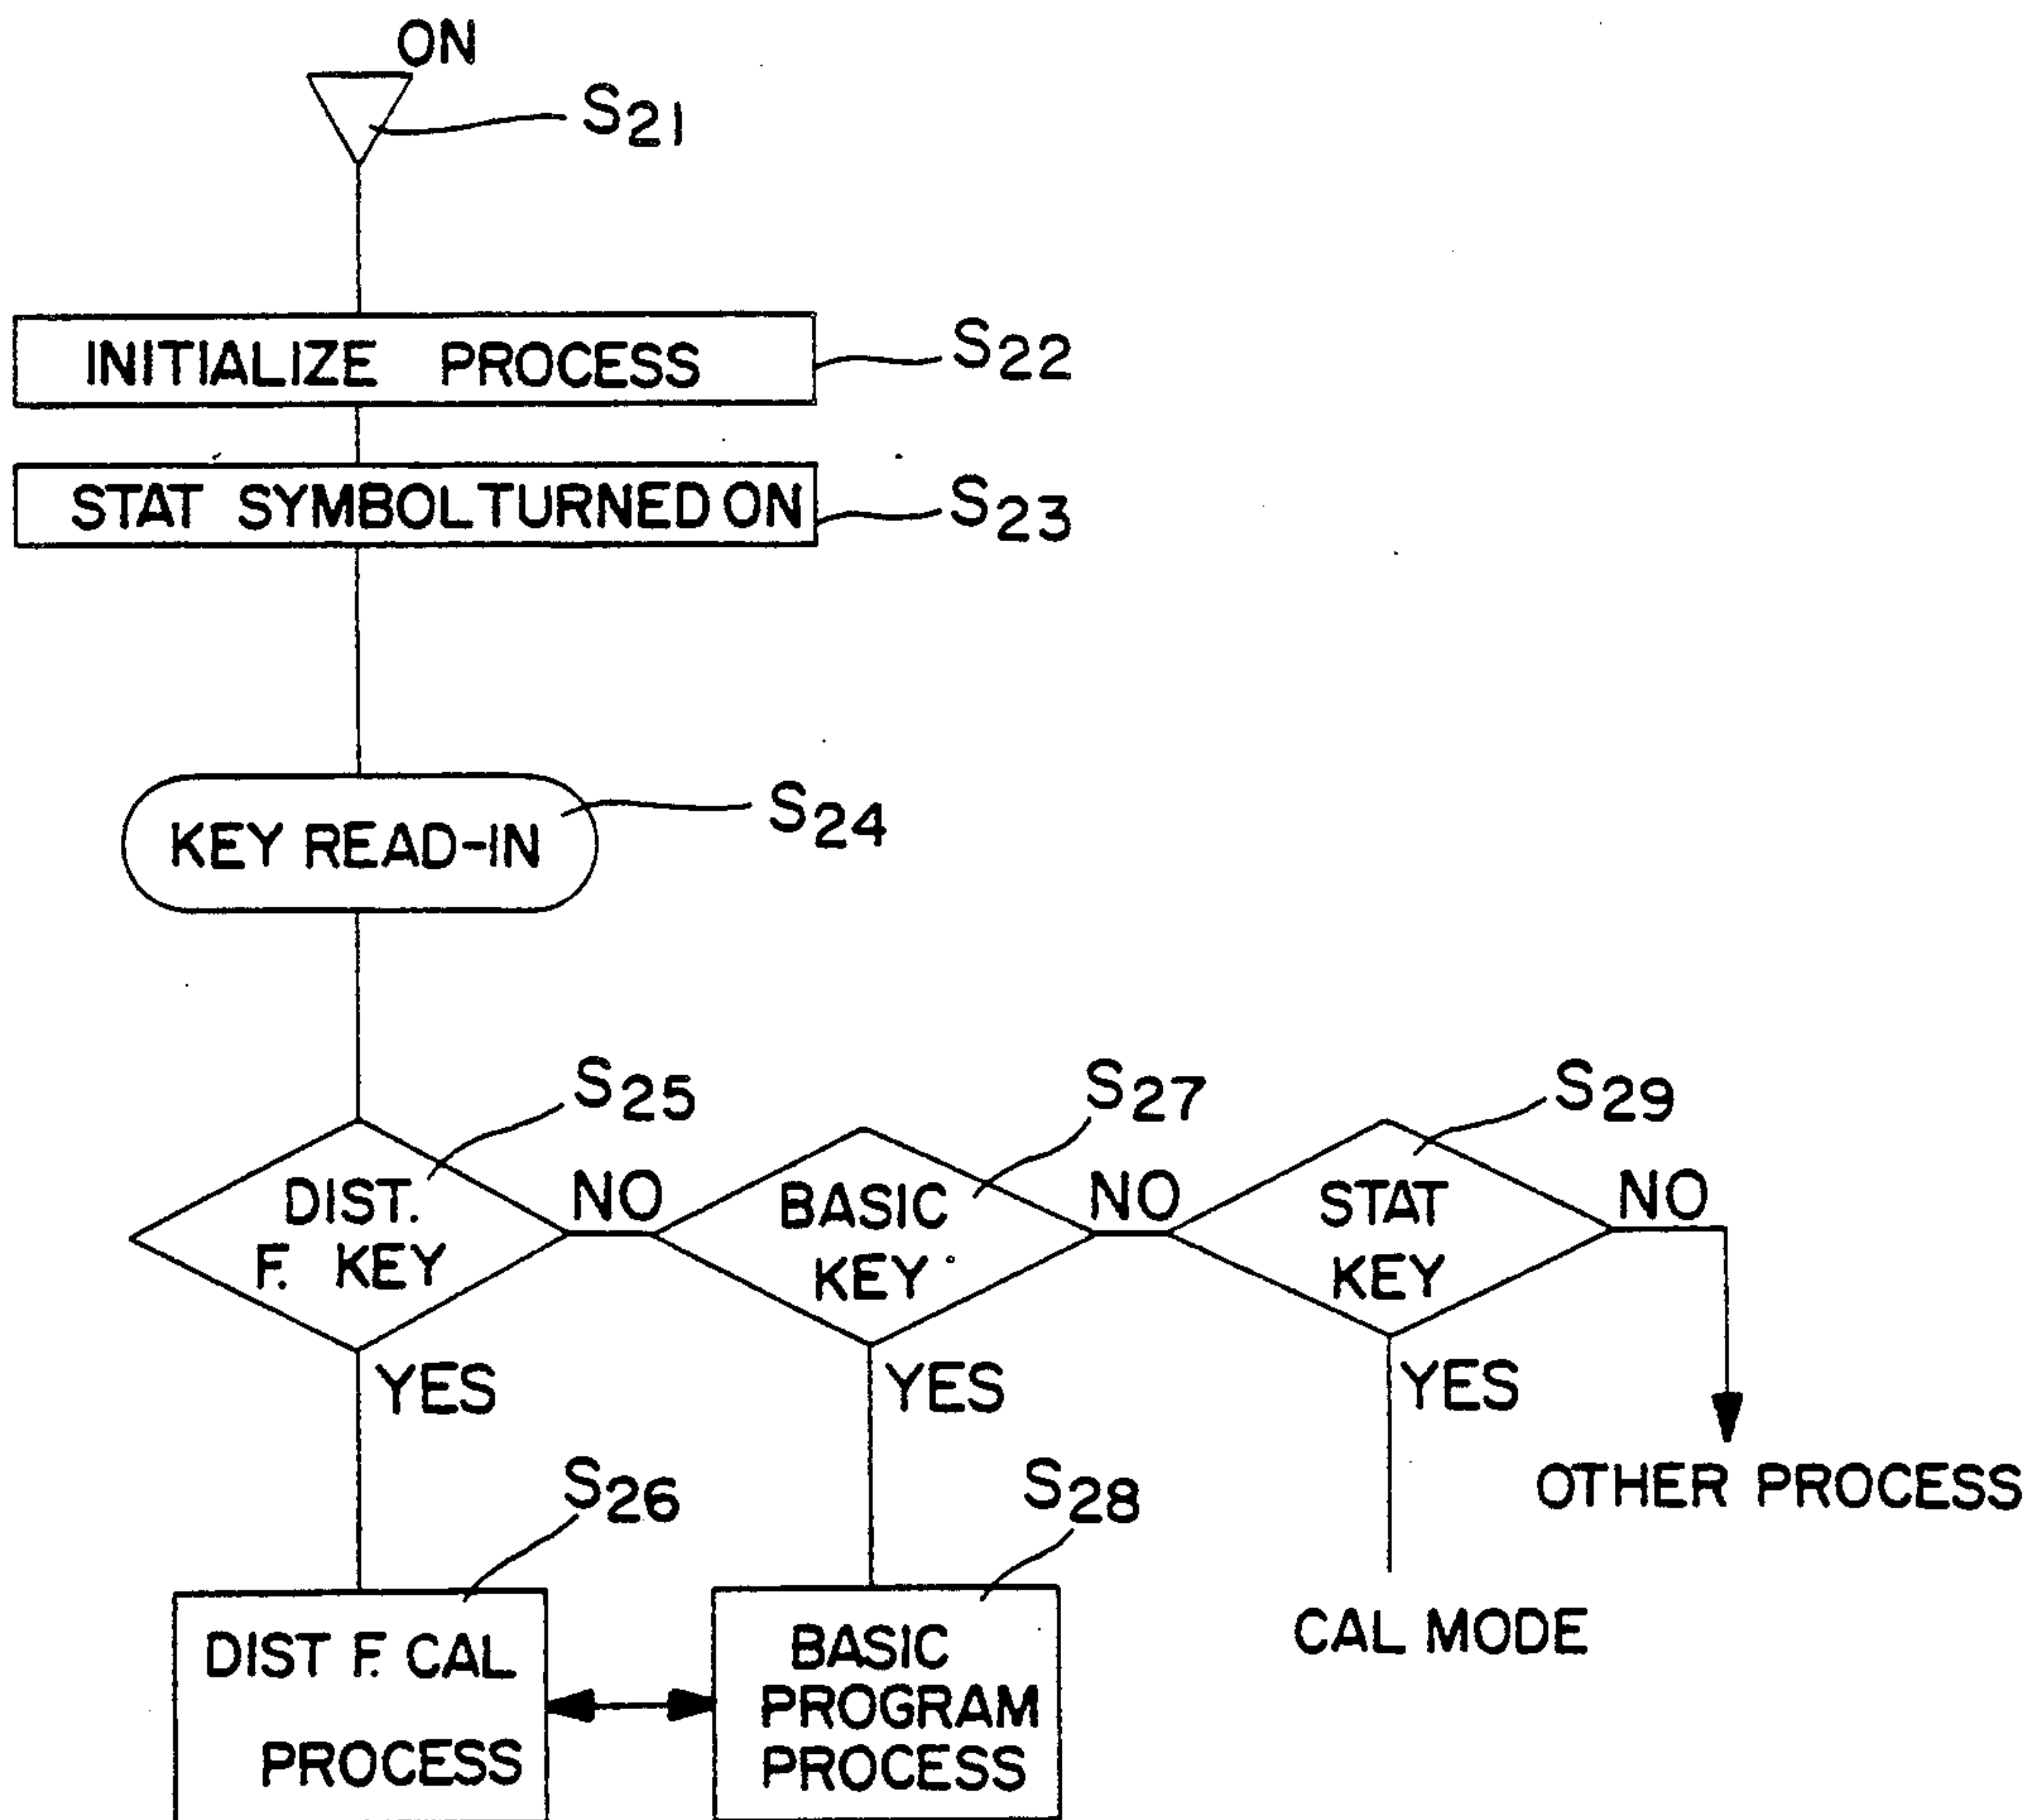 ON
S21
INITIALIZE PROCESS
S22
STAT SYMBOL TURNED ON
S23
KEY READ-IN
S24
S25
S27
S29
DIST.
F. KEY
NO
BASIC
KEY
NO
STAT
KEY
NO
YES
YES
YES
OTHER PROCESS
S26
S28
CAL MODE
DIST F. CAL
PROCESS
BASIC
PROGRAM
PROCESS